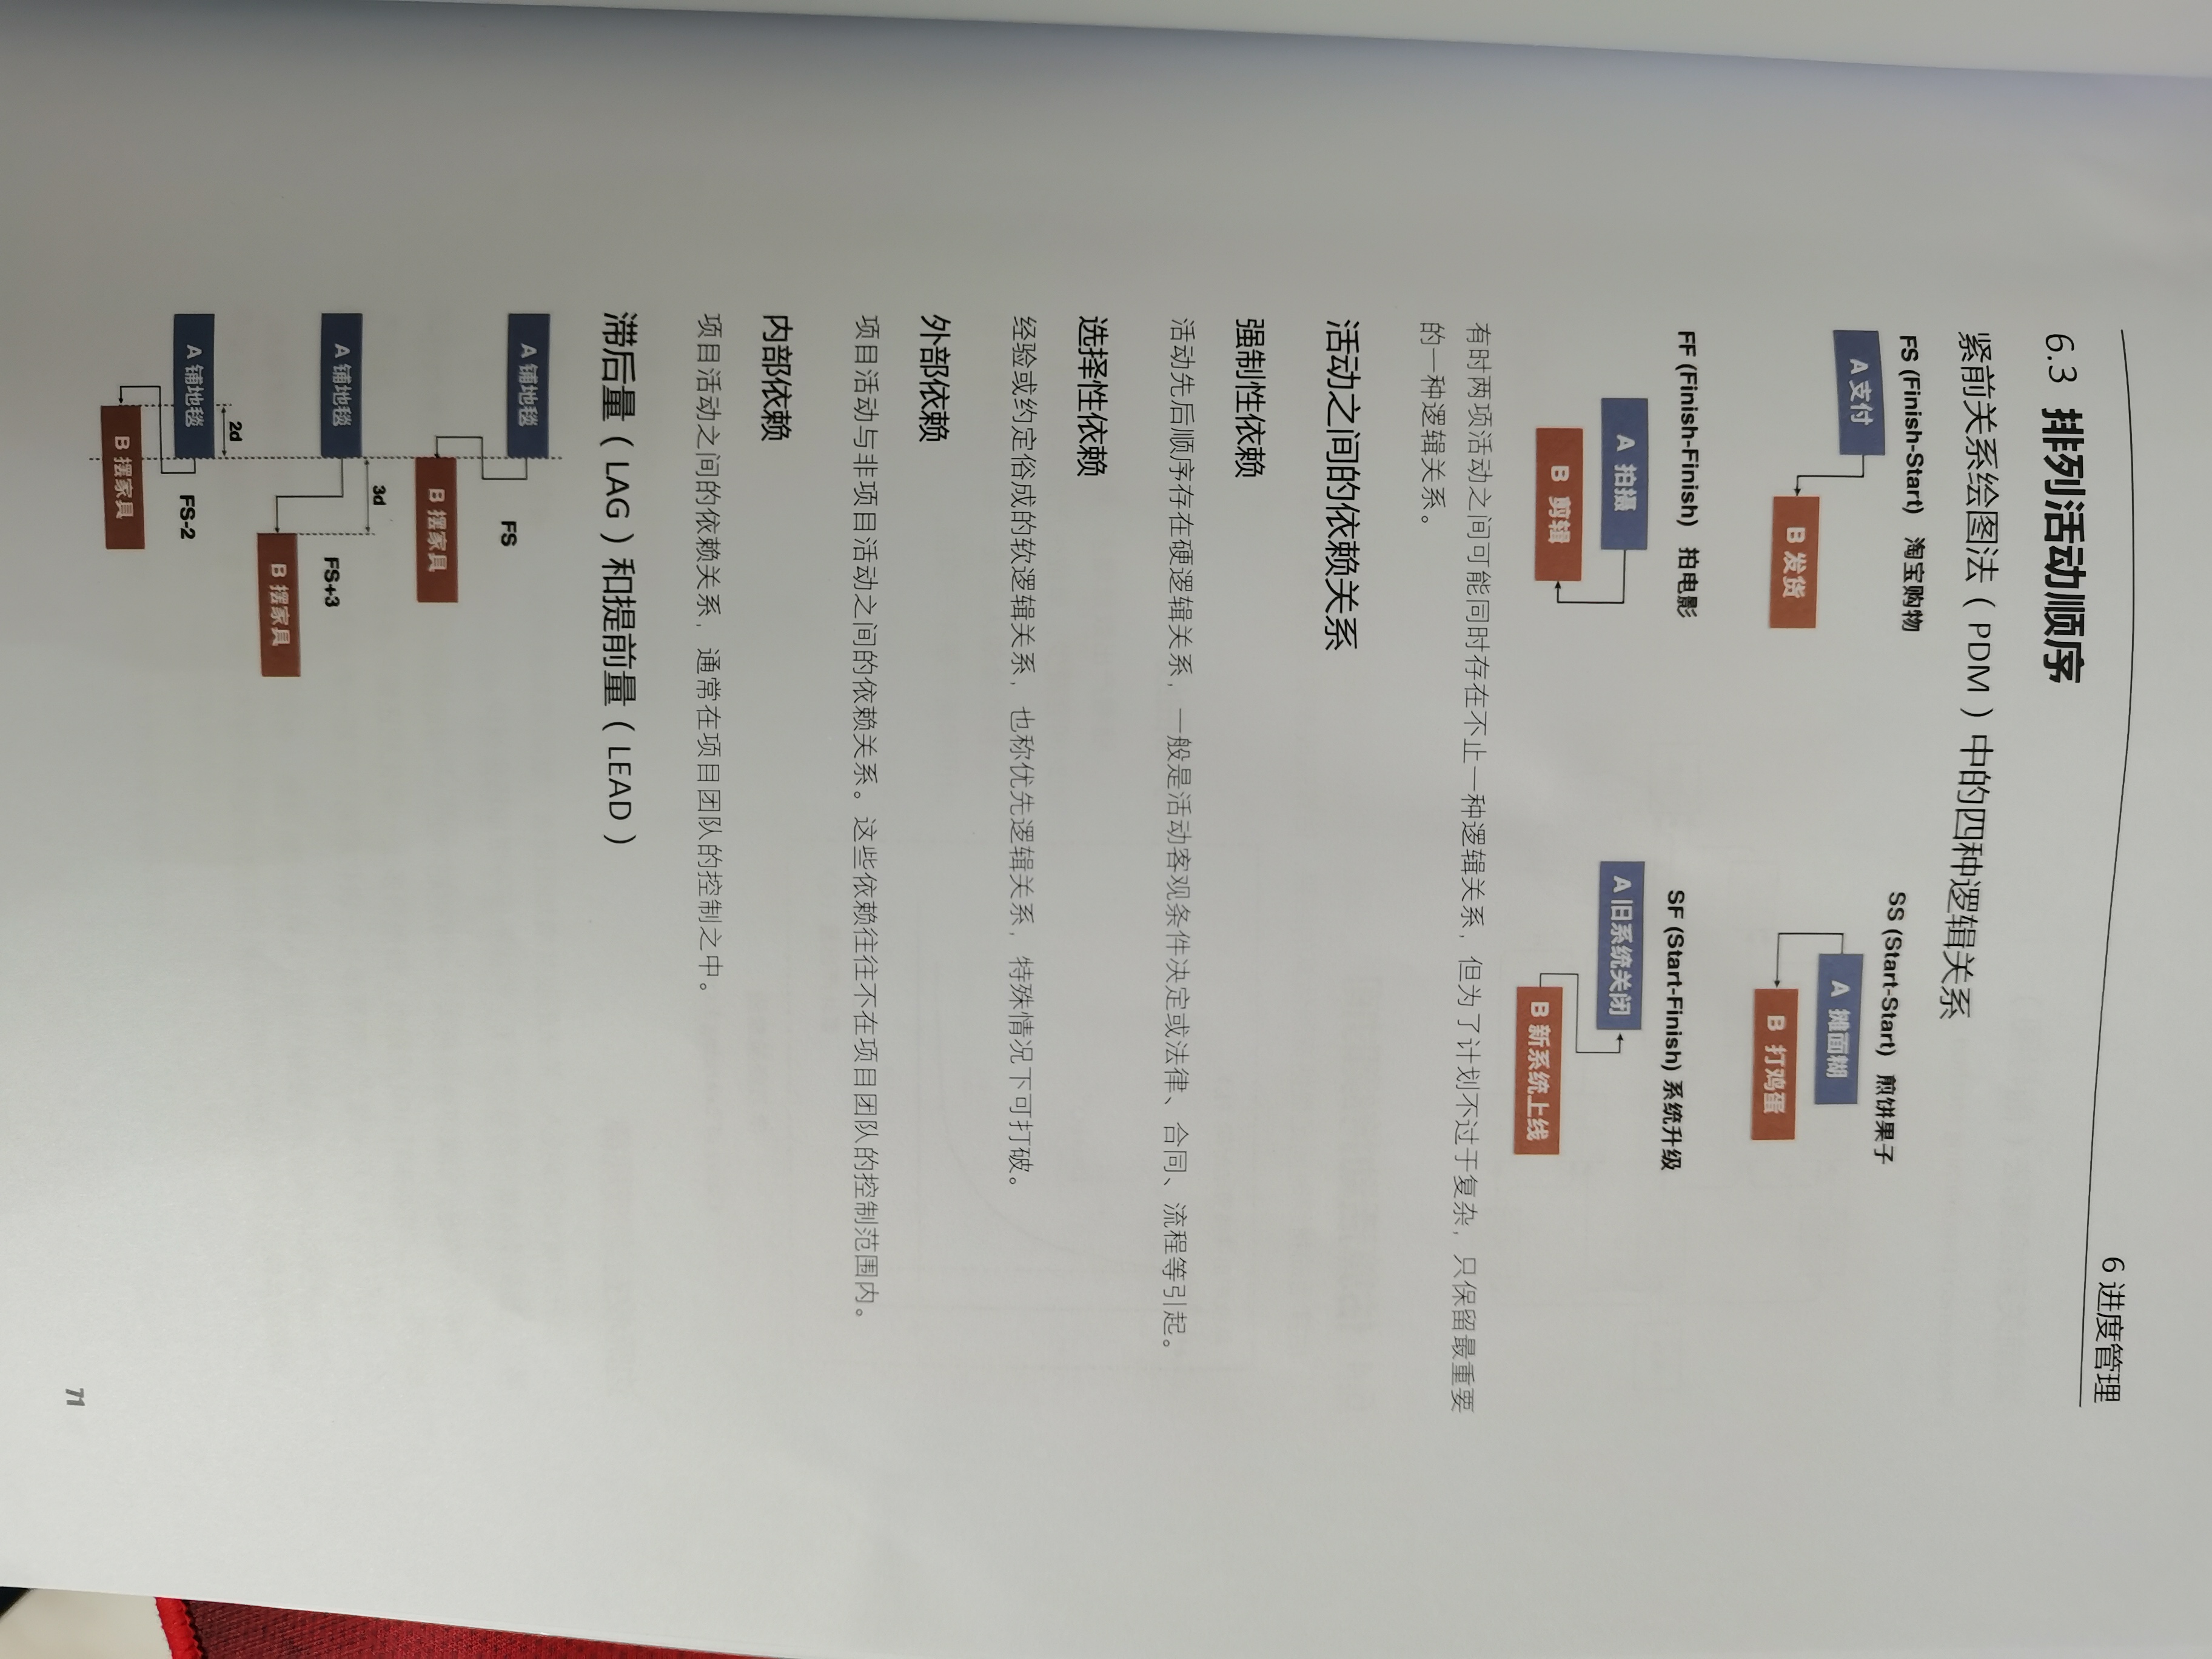 6 进度管理
6.3 排列活动顺序
紧前关系绘图法（PDM）中的四种逻辑关系
FS (Finish-Start) 淘宝购物
A 支付
B 发货
SS (Start-Start) 煎饼果子
A 摊面糊
B 打鸡蛋
FF (Finish-Finish) 拍电影
A 拍摄
B 剪辑
SF (Start-Finish) 系统升级
A 旧系统关闭
B 新系统上线
有时两项活动之间可能同时存在不止一种逻辑关系，但为了计划不过于复杂，只保留最重要
的一种逻辑关系。
活动之间的依赖关系
强制性依赖
活动先后顺序存在硬逻辑关系，一般是活动客观条件决定或法律、合同、流程等引起。
选择性依赖
经验或约定俗成的软逻辑关系，也称优先逻辑关系，特殊情况下可打破。
外部依赖
项目活动与非项目活动之间的依赖关系。这些依赖往往不在项目团队的控制范围内。
内部依赖
项目活动之间的依赖关系，通常在项目团队的控制之中。
滞后量（LAG）和提前量（LEAD）
A 铺地毯
FS
B 摆家具
3d
A 铺地毯
FS+3
B 摆家具
2d
A 铺地毯
FS-2
B 摆家具
71